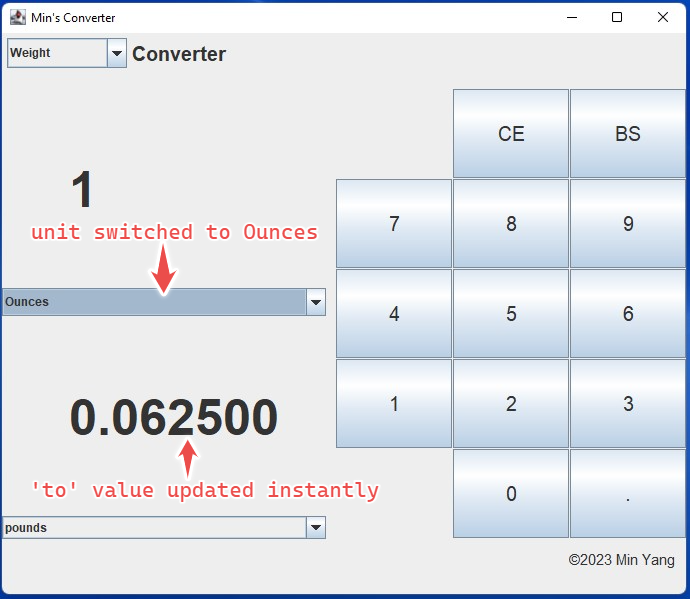 Min's Converter
Weight
Converter
CE BS
1
7 8 9
unit switched to Ounces
Ounces
4 5 6
0.062500
1 2 3
'to' value updated instantly
0 .
pounds
©2023 Min Yang